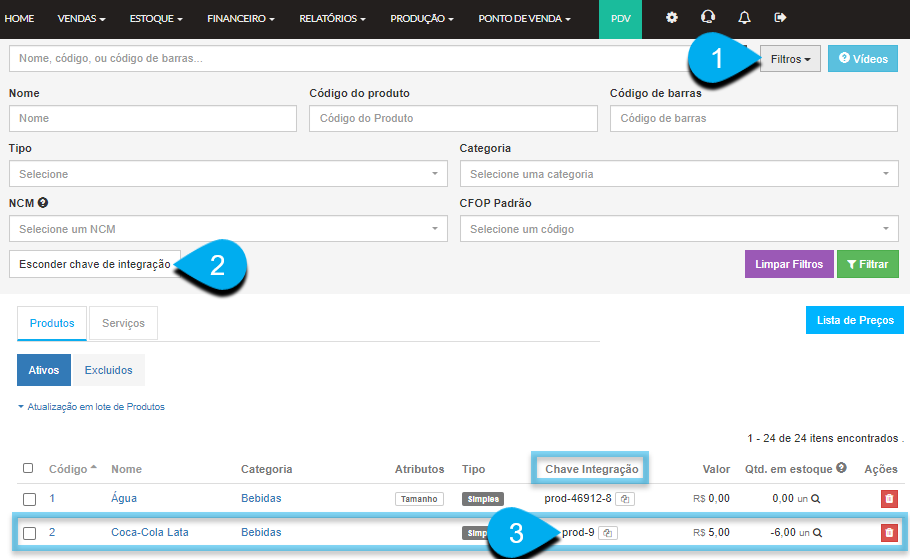 HOME VENDAS ESTOQUE FINANCEIRO RELATÓRIOS PRODUÇÃO PONTO DE VENDA PDV
Nome, código, ou código de barras... 1 Filtros Vídeos
Nome Código do produto Código de barras
Nome Código do Produto Código de barras
Tipo Categoria
Selecione Selecione uma categoria
NCM CFOP Padrão
Selecione um NCM Selecione um código
Esconder chave de integração 2 Limpar Filtros Filtrar
Produtos Serviços Lista de Preços
Ativos Excluidos
Atualização em lote de Produtos
1 - 24 de 24 itens encontrados .
Código Nome Categoria Atributos Tipo Chave Integração Valor Qtd. em estoque Ações
1 Água Bebidas Tamanho Simples prod-46912-8 R$ 0,00 0,00 un
2 Coca-Cola Lata Bebidas 3 prod-9 R$ 5,00 -6,00 un